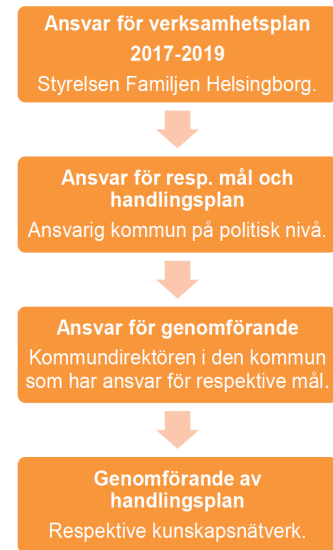 Ansvar för verksamhetsplan
2017-2019
Styrelsen Familjen Helsingborg.
Ansvar för resp. mål och
handlingsplan
Ansvarig kommun på politisk nivå.
Ansvar för genomförande
Kommundirektören i den kommun
som har ansvar för respektive mål.
Genomförande av
handlingsplan
Respektive kunskapsnätverk.